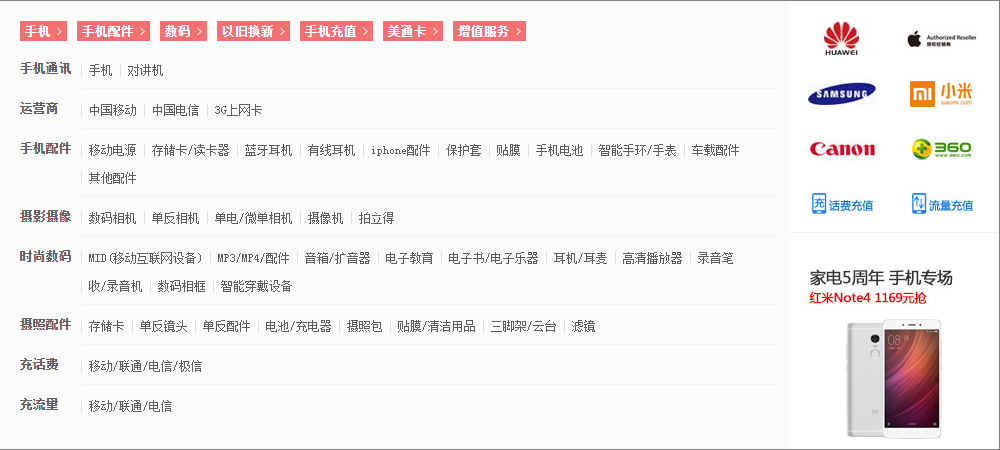 手机 > 手机配件 > 数码 > 以旧换新 > 手机充值 > 美通卡 > 增值服务 >
手机通讯 手机 对讲机
运营商 中国移动 中国电信 3G上网卡
手机配件 移动电源 存储卡/读卡器 蓝牙耳机 有线耳机 iphone配件 保护套 贴膜 手机电池 智能手环/手表 车载配件
其他配件
摄影摄像 数码相机 单反相机 单电/微单相机 摄像机 拍立得
时尚数码 MID(移动互联网设备) MP3/MP4/配件 音箱/扩音器 电子教育 电子书/电子乐器 耳机/耳麦 高清播放器 录音笔
收/录音机 数码相框 智能穿戴设备
摄照配件 存储卡 单反镜头 单反配件 电池/充电器 摄照包 贴膜/清洁用品 三脚架/云台 滤镜
充话费 移动/联通/电信/极信
充流量 移动/联通/电信
HUAWEI
Authorized Reseller
授权经销商
SAMSUNG
mi 小米
xiaomi.com
Canon
360
www.360.com
充 话费充值
流量充值
家电5周年 手机专场
红米Note4 1169元抢
08:16